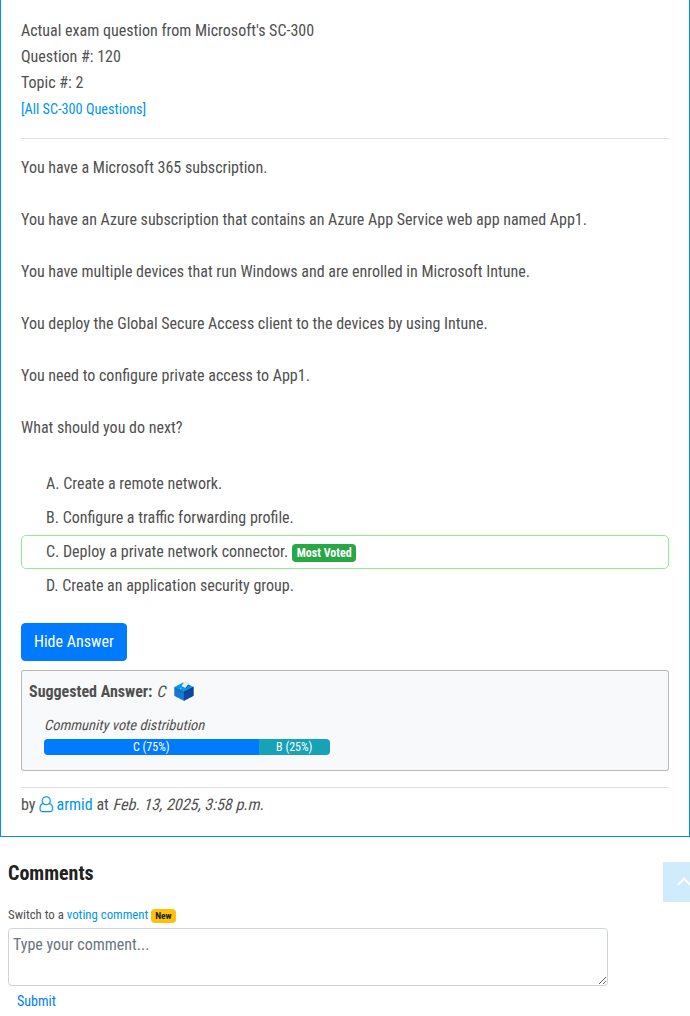 Actual exam question from Microsoft's SC-300
Question #: 120
Topic #: 2
[All SC-300 Questions]
You have a Microsoft 365 subscription.
You have an Azure subscription that contains an Azure App Service web app named App1.
You have multiple devices that run Windows and are enrolled in Microsoft Intune.
You deploy the Global Secure Access client to the devices by using Intune.
You need to configure private access to App1.
What should you do next?
A. Create a remote network.
B. Configure a traffic forwarding profile.
C. Deploy a private network connector. Most Voted
D. Create an application security group.
Hide Answer
Suggested Answer: C
Community vote distribution
C (75%) B (25%)
by armid at Feb. 13, 2025, 3:58 p.m.
Comments
Switch to a voting comment New
Type your comment...
Submit